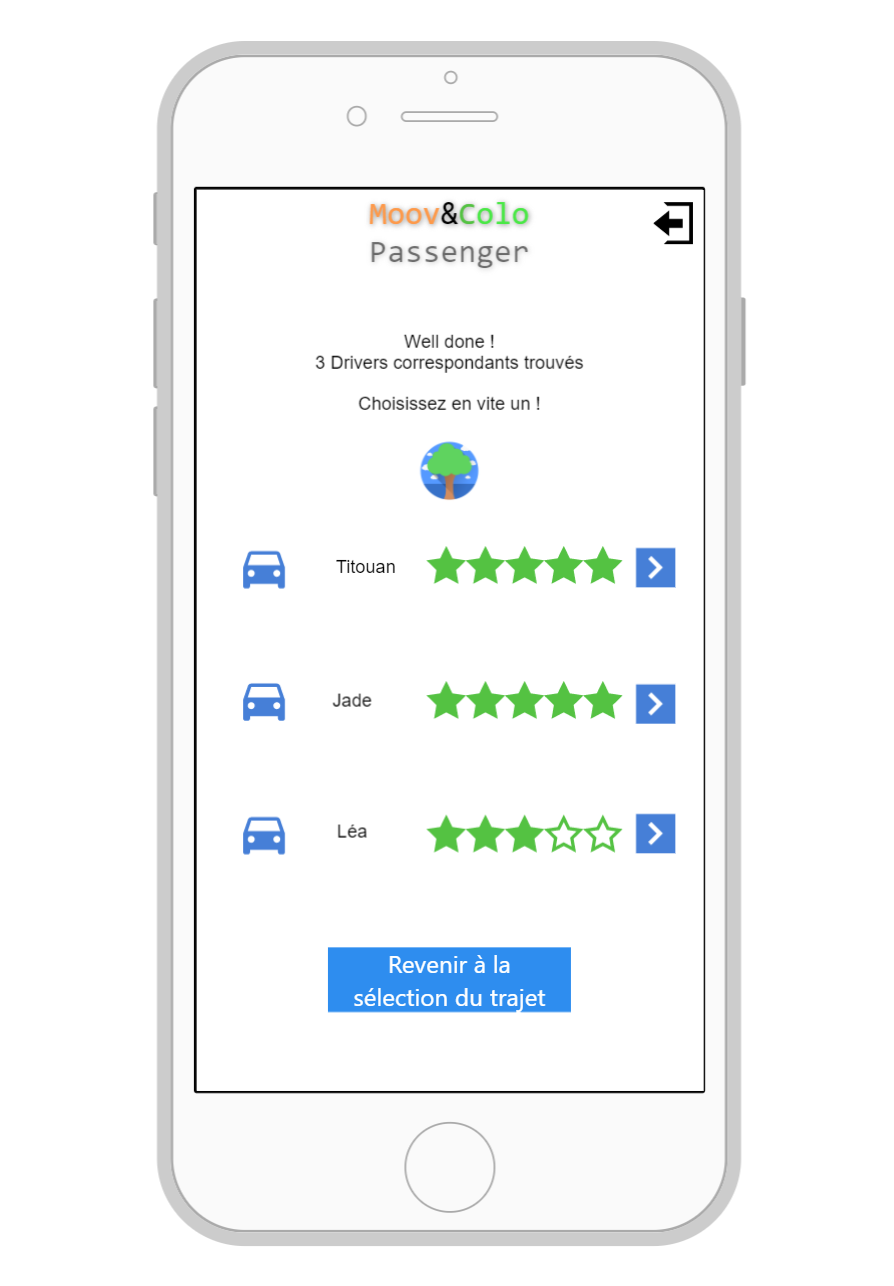 Moov&Colo
Passenger
Well done !
3 Drivers correspondants trouvés
Choisissez en vite un !
Titouan
Jade
Léa
Revenir à la
sélection du trajet